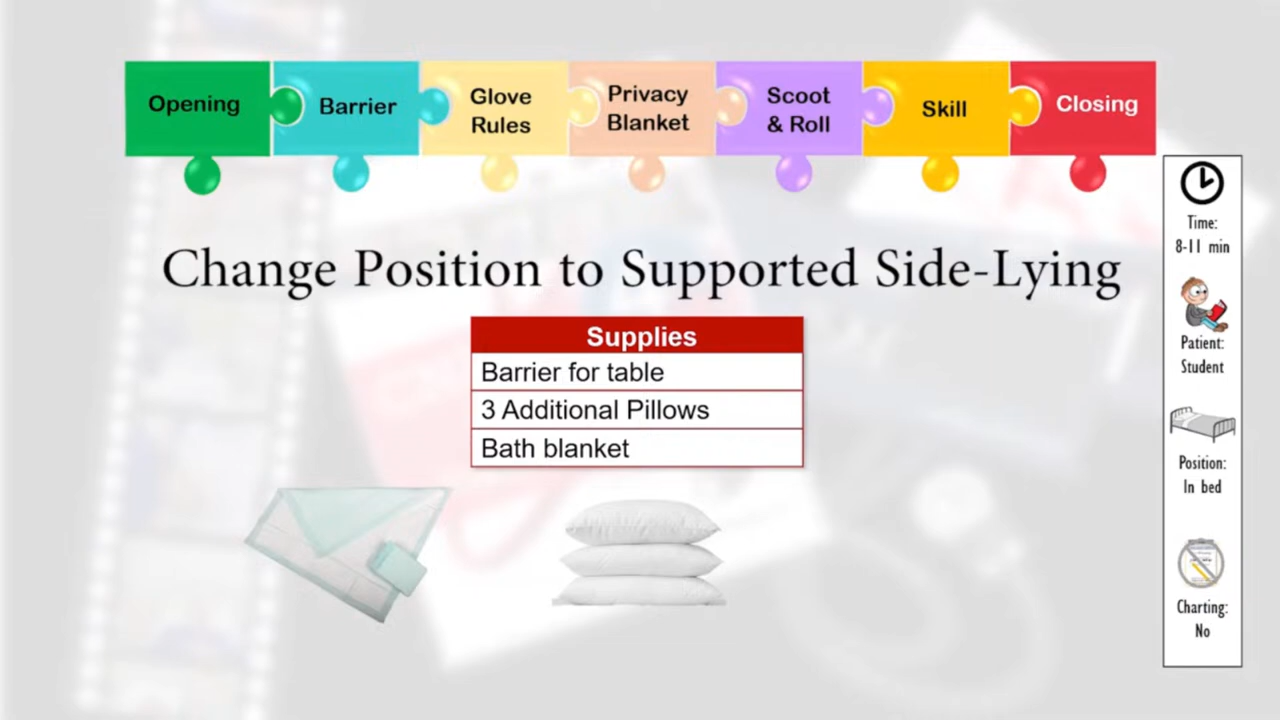 Opening
Barrier
Glove
Rules
Privacy
Blanket
Scoot
& Roll
Skill
Closing
Change Position to Supported Side-Lying
Supplies
Barrier for table
3 Additional Pillows
Bath blanket
Time:
8-11 min
Patient:
Student
Position:
In bed
Charting:
No